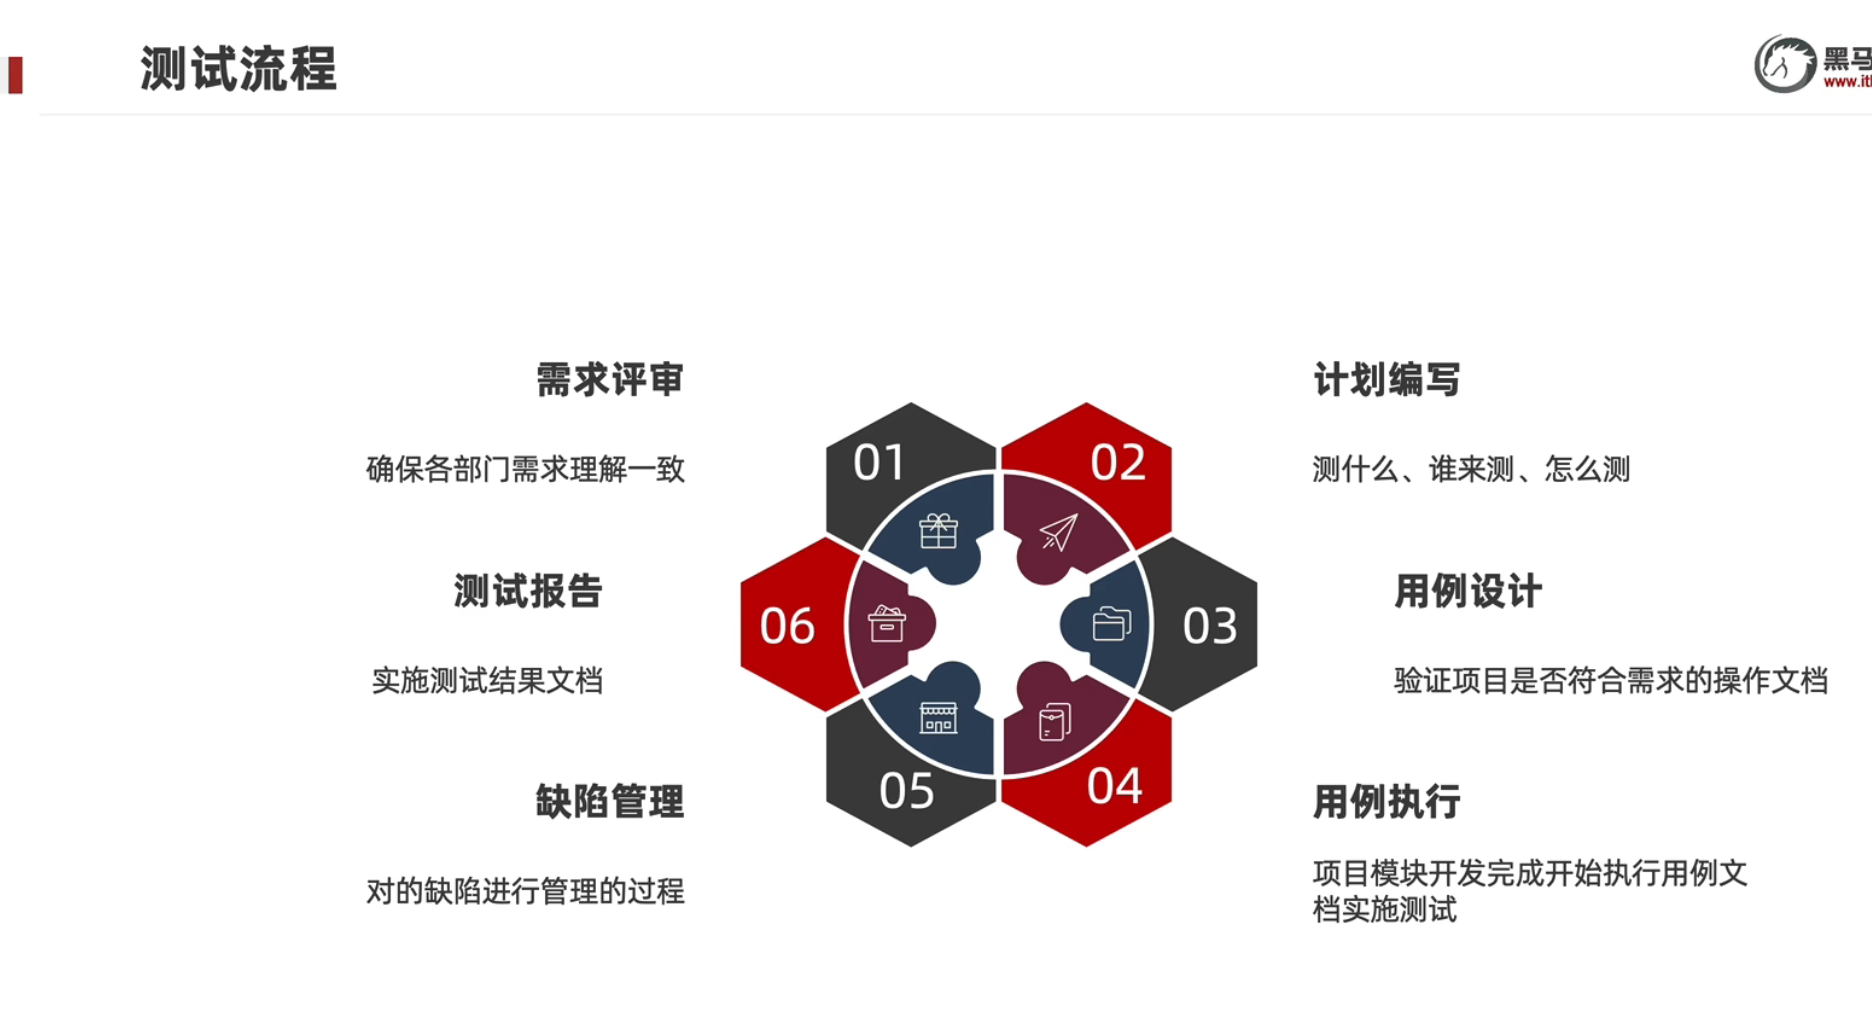 测试流程
黑马
www.itl
需求评审
确保各部门需求理解一致
01
02
计划编写
测什么、谁来测、怎么测
测试报告
实施测试结果文档
06
03
用例设计
验证项目是否符合需求的操作文档
缺陷管理
对的缺陷进行管理的过程
05
04
用例执行
项目模块开发完成开始执行用例文
档实施测试